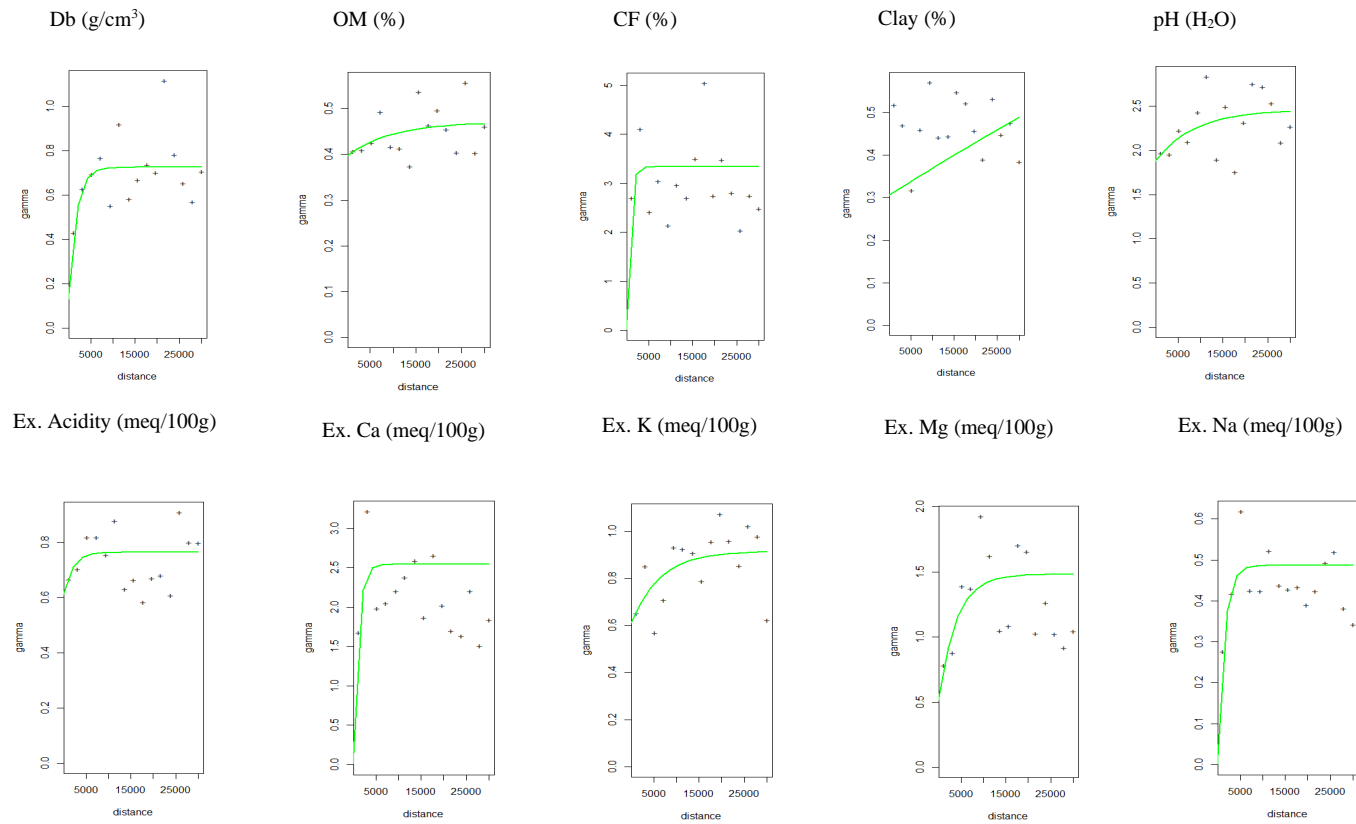 Db (g/cm³)
OM (%)
CF (%)
Clay (%)
pH (H₂O)
gamma
0.0 0.2 0.4 0.6 0.8 1.0
5000 15000 25000
distance
gamma
0.0 0.1 0.2 0.3 0.4 0.5
5000 15000 25000
distance
gamma
0 1 2 3 4 5
5000 15000 25000
distance
gamma
0.0 0.1 0.2 0.3 0.4 0.5
5000 15000 25000
distance
gamma
0.0 0.5 1.0 1.5 2.0 2.5
5000 15000 25000
distance
Ex. Acidity (meq/100g)
Ex. Ca (meq/100g)
Ex. K (meq/100g)
Ex. Mg (meq/100g)
Ex. Na (meq/100g)
gamma
0.0 0.2 0.4 0.6 0.8
5000 15000 25000
distance
gamma
0.0 0.5 1.0 1.5 2.0 2.5 3.0
5000 15000 25000
distance
gamma
0.0 0.2 0.4 0.6 0.8 1.0
5000 15000 25000
distance
gamma
0.0 0.5 1.0 1.5 2.0
5000 15000 25000
distance
gamma
0.0 0.1 0.2 0.3 0.4 0.5 0.6
5000 15000 25000
distance